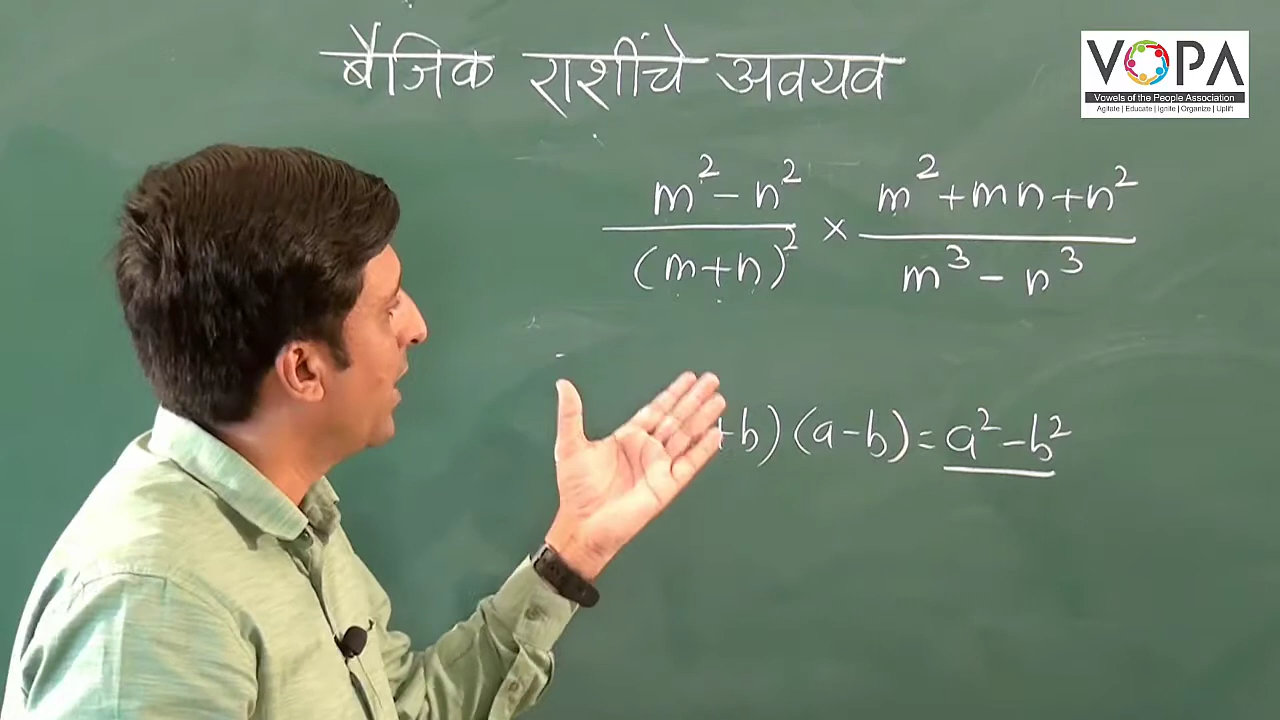 बैजिक राशींचे अवयव
VOPA
Vowels of the People Association
Agitate | Educate | Ignite | Organize | Uplift
m² - n² / (m+n)² × m² + mn + n² / m³ - n³
+b) (a-b) = a² - b²